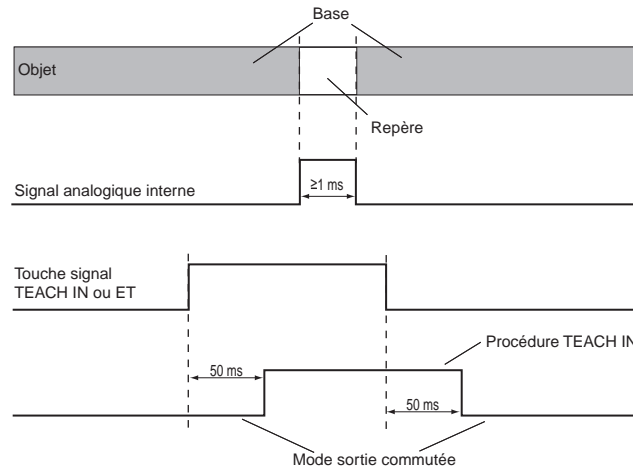 Base
Objet
Repère
Signal analogique interne
≥1 ms
Touche signal
TEACH IN ou ET
Procédure TEACH IN
50 ms
50 ms
Mode sortie commutée